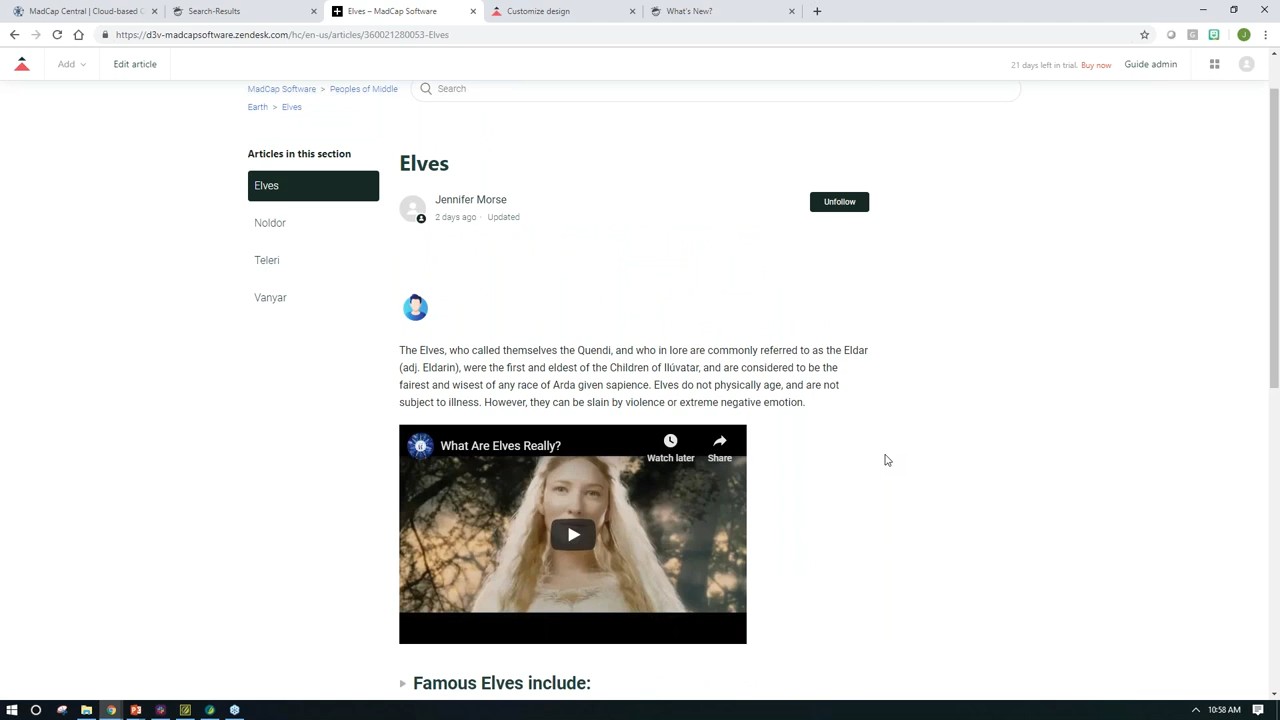 MadCap Central | Cloud-based C
Search-Results
Elves – MadCap Software
Customize design
What's New?
https://d3v-madcapsoftware.zendesk.com/hc/en-us/articles/360021280053-Elves
J
Add
Edit article
21 days left in trial. Buy now
Guide admin
MadCap Software > Peoples of Middle
Earth > Elves
Search
Articles in this section
Elves
Noldor
Teleri
Vanyar
Elves
Jennifer Morse
2 days ago · Updated
Unfollow
The Elves, who called themselves the Quendi, and who in lore are commonly referred to as the Eldar
(adj. Eldarin), were the first and eldest of the Children of Ilúvatar, and are considered to be the
fairest and wisest of any race of Arda given sapience. Elves do not physically age, and are not
subject to illness. However, they can be slain by violence or extreme negative emotion.
What Are Elves Really?
Watch later
Share
Famous Elves include:
10:58 AM